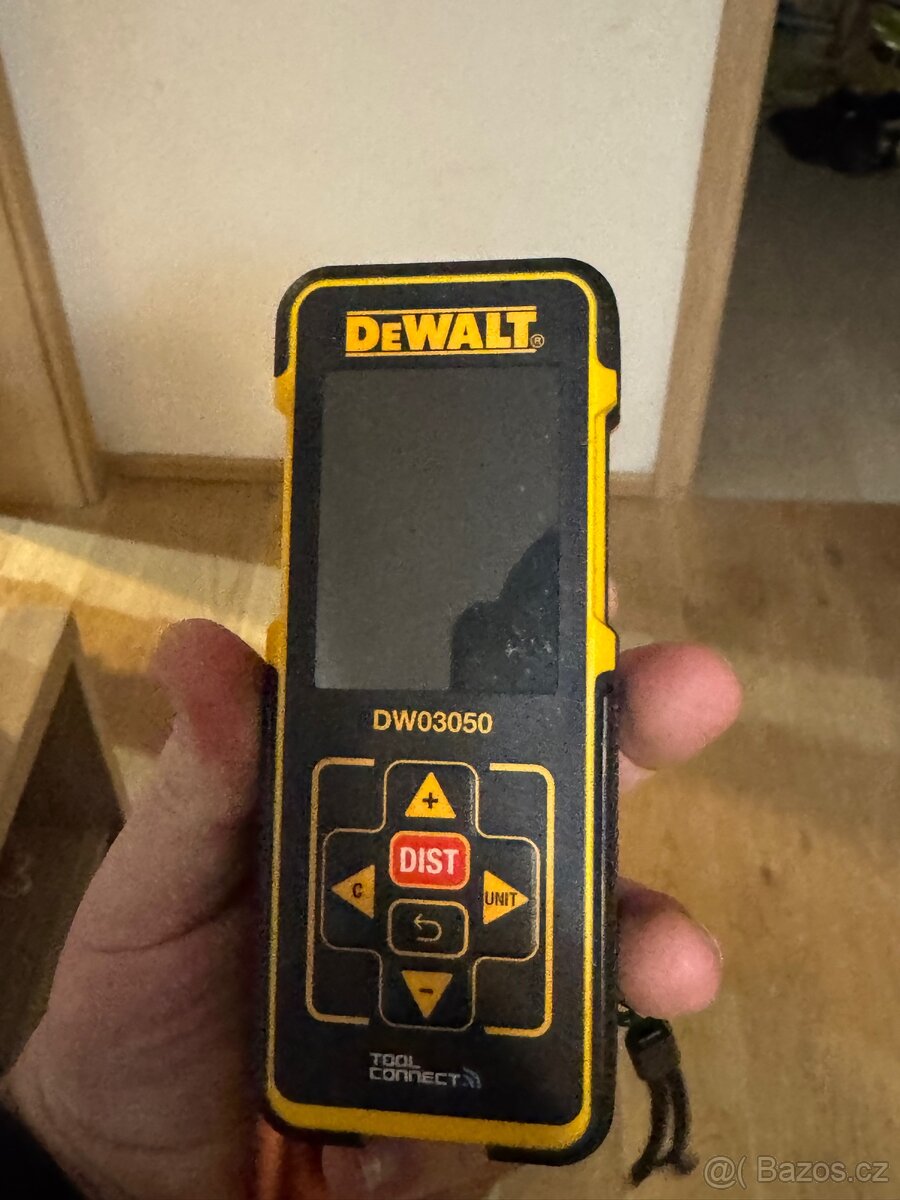 DEWALT®
DW03050
+
DIST
C
UNIT
-
TOOL
CONNECT
@( Bazos.cz